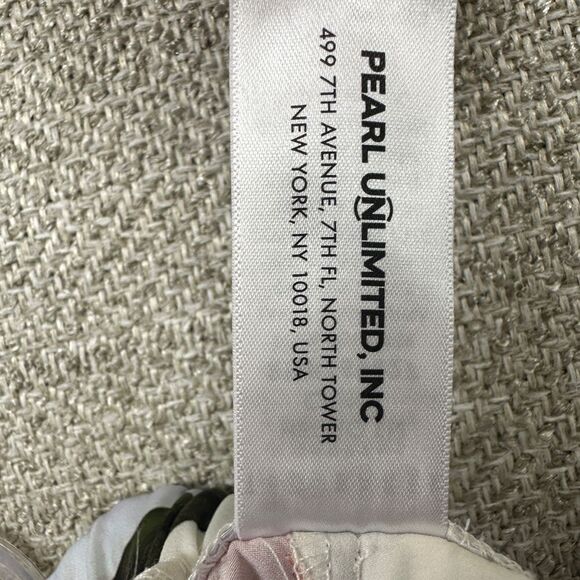 PEARL UNLIMITED, INC
499 7TH AVENUE, 7TH FL, NORTH TOWER
NEW YORK, NY 10018, USA